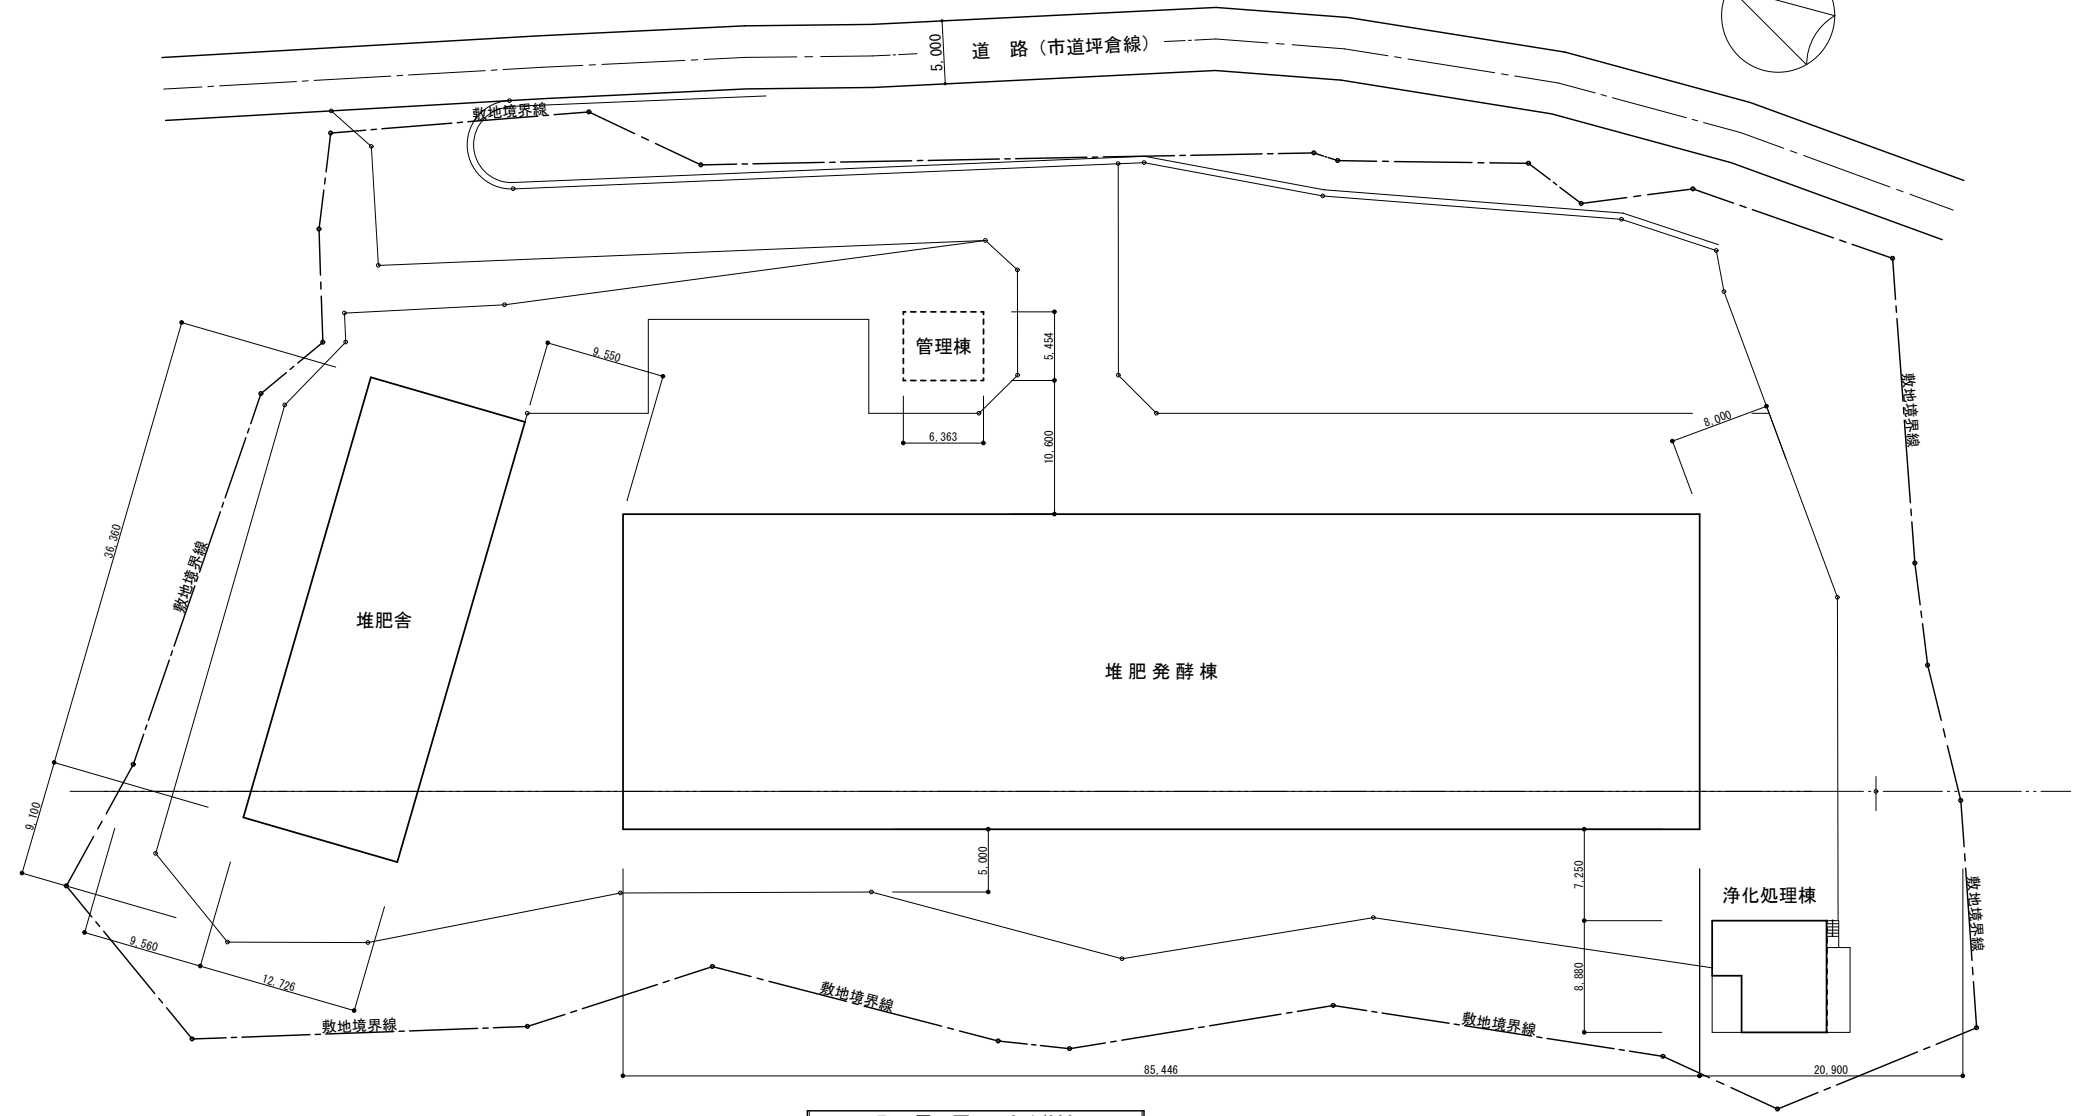 5,000
道 路（市道坪倉線）
敷地境界線
管理棟
5,454
9,550
6,363
10,600
8,000
敷地境界線
36,360
敷地境界線
堆肥舎
堆肥発酵棟
9,100
5,000
7,250
浄化処理棟
敷地境界線
9,560
12,726
8,880
敷地境界線
敷地境界線
敷地境界線
85,446
20,900